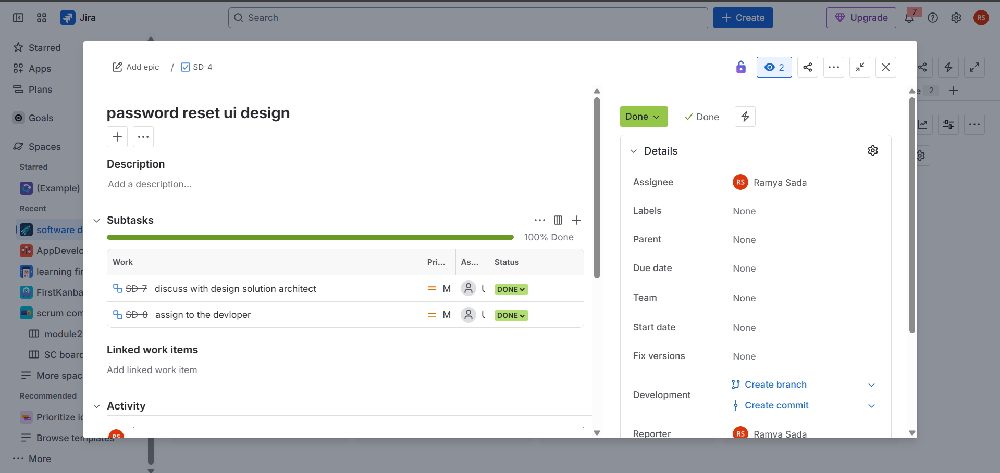 Jira
Search
Create
Upgrade
7
RS
Starred
Apps
Plans
Goals
Spaces
Starred
(Example)
Recent
software d
AppDevelo
learning fir
FirstKanba
scrum com
module2
SC board
More spac
Recommended
Prioritize id
Browse templates
More
Add epic / SD-4
2
2
password reset ui design
Description
Add a description...
Subtasks
100% Done
Work Pri... As... Status
SD-7 discuss with design solution architect M U DONE
SD-8 assign to the devloper M U DONE
Linked work items
Add linked work item
Activity
RS
Done Done
Details
Assignee RS Ramya Sada
Labels None
Parent None
Due date None
Team None
Start date None
Fix versions None
Development Create branch
Create commit
Reporter RS Ramya Sada